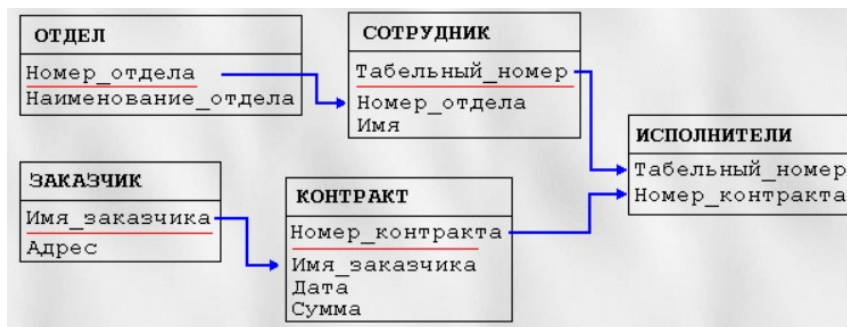 ОТДЕЛ
Номер_отдела
Наименование_отдела
СОТРУДНИК
Табельный_номер
Номер_отдела
Имя
ИСПОЛНИТЕЛИ
Табельный_номер
Номер_контракта
ЗАКАЗЧИК
Имя_заказчика
Адрес
КОНТРАКТ
Номер_контракта
Имя_заказчика
Дата
Сумма